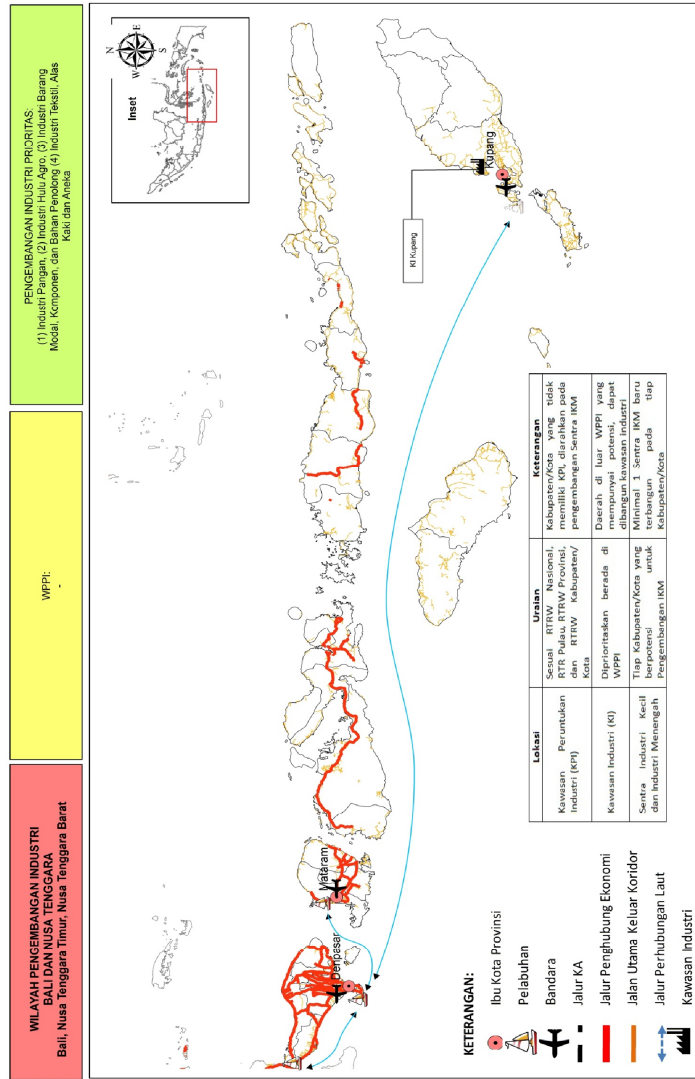 WILAYAH PENGEMBANGAN INDUSTRI
BALI DAN NUSA TENGGARA
Bali, Nusa Tenggara Timur, Nusa Tenggara Barat
WPPI:
-
PENGEMBANGAN INDUSTRI PRIORITAS:
(1) Industri Pangan, (2) Industri Hulu Agro, (3) Industri Barang
Modal, Komponen, dan Bahan Penolong (4) Industri Tekstil, Alas
Kaki dan Aneka
Inset
N
E
S
W
Denpasar
Mataram
Kupang
KI Kupang
KETERANGAN:
Ibu Kota Provinsi
Pelabuhan
Bandara
Jalur KA
Jalur Penghubung Ekonomi
Jalan Utama Keluar Koridor
Jalur Perhubungan Laut
Kawasan Industri
Lokasi
Uraian
Keterangan
Kawasan Peruntukan
Industri (KPI)
Sesuai RTRW Nasional,
RTR Pulau, RTRW Provinsi,
dan RTRW Kabupaten/
Kota
Kabupaten/Kota yang tidak
memiliki KPI, diarahkan pada
pengembangan Sentra IKM
Kawasan Industri (KI)
Diprioritaskan berada di
WPPI
Daerah di luar WPPI yang
mempunyai potensi, dapat
dibangun kawasan industri
Sentra Industri Kecil
dan Industri Menengah
Tiap Kabupaten/Kota yang
berpotensi untuk
Pengembangan IKM
Minimal 1 Sentra IKM baru
terbangun pada tiap
Kabupaten/Kota